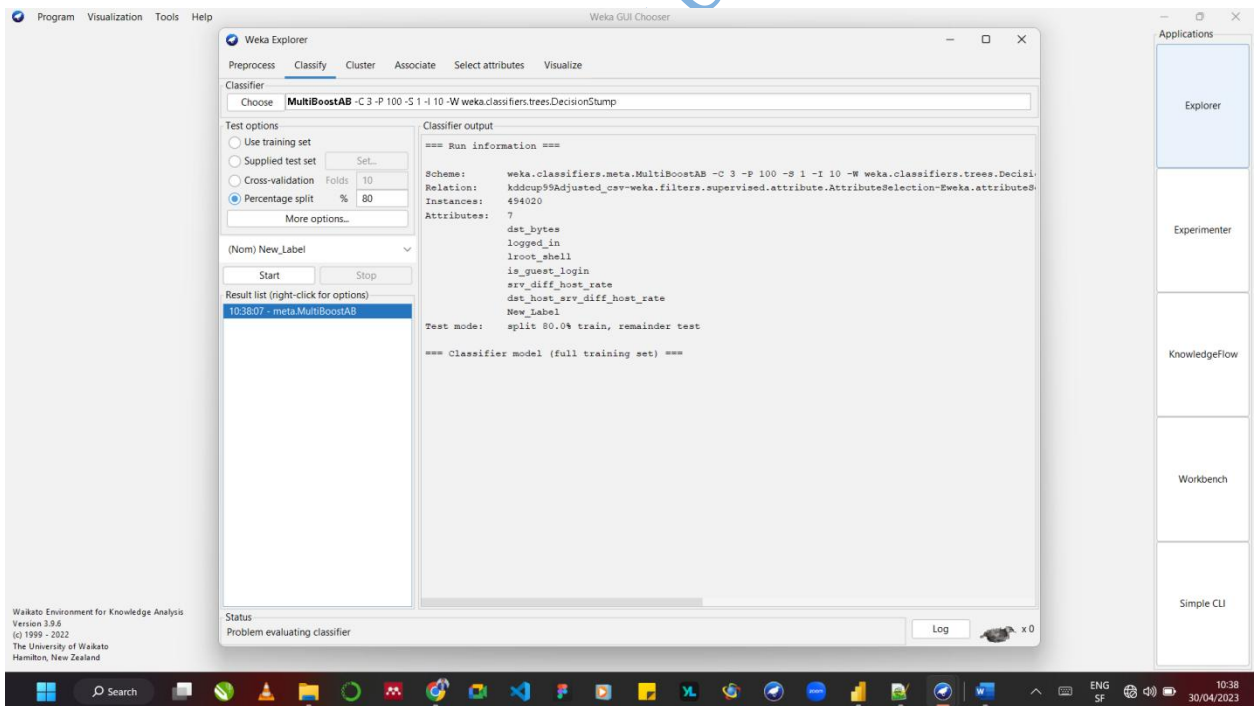 Program Visualization Tools Help
Weka GUI Chooser
Applications
Weka Explorer
Preprocess Classify Cluster Associate Select attributes Visualize
Classifier
Choose MultiBoostAB -C 3 -P 100 -S 1 -I 10 -W weka.classifiers.trees.DecisionStump
Test options
Use training set
Supplied test set Set...
Cross-validation Folds 10
Percentage split % 80
More options...
(Nom) New_Label
Start Stop
Result list (right-click for options)
10:38:07 - meta.MultiBoostAB
Classifier output
=== Run information ===
Scheme: weka.classifiers.meta.MultiBoostAB -C 3 -P 100 -S 1 -I 10 -W weka.classifiers.trees.Decisi
Relation: kddcup99Adjusted_csv-weka.filters.supervised.attribute.AttributeSelection-Eweka.attributeS
Instances: 494020
Attributes: 7
dst_bytes
logged_in
lroot_shell
is_guest_login
srv_diff_host_rate
dst_host_srv_diff_host_rate
New_Label
Test mode: split 80.0% train, remainder test
=== Classifier model (full training set) ===
Status
Problem evaluating classifier
Log x 0
Explorer
Experimenter
KnowledgeFlow
Workbench
Simple CLI
Waikato Environment for Knowledge Analysis
Version 3.9.6
(c) 1999 - 2022
The University of Waikato
Hamilton, New Zealand
Search
XL
zoom
W
ENG
SF
10:38
30/04/2023